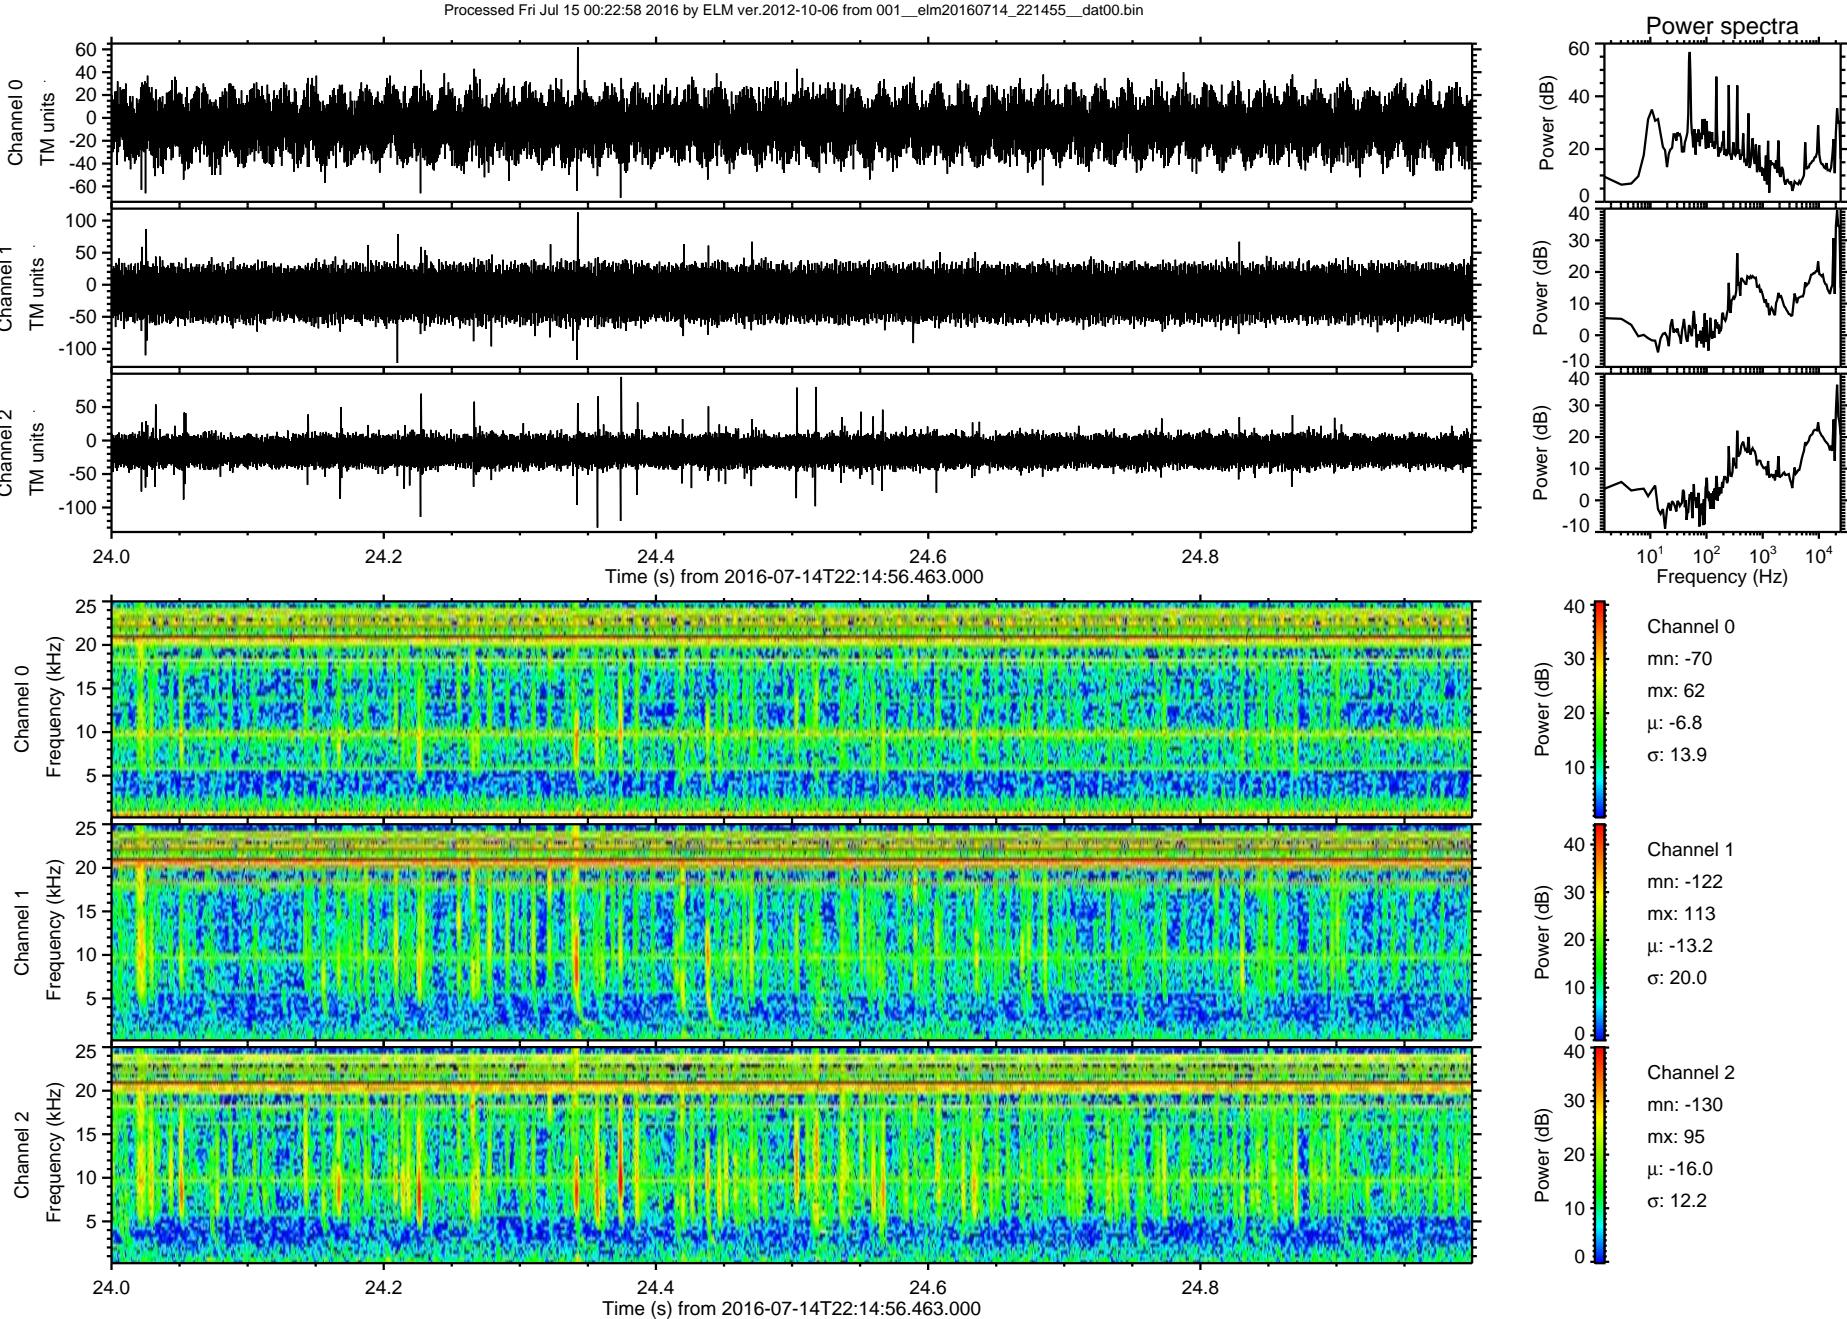 Processed Fri Jul 15 00:22:58 2016 by ELM ver.2012-10-06 from 001__elm20160714_221455__dat00.bin
Power spectra
Channel 0
TM units
60
40
20
0
-20
-40
-60
Power (dB)
60
40
20
0
Channel 1
TM units
100
50
0
-50
-100
Power (dB)
40
30
20
10
0
-10
Channel 2
TM units
50
0
-50
-100
Power (dB)
40
30
20
10
0
-10
24.0 24.2 24.4 24.6 24.8
Time (s) from 2016-07-14T22:14:56.463.000
10^1 10^2 10^3 10^4
Frequency (Hz)
Channel 0
Frequency (kHz)
25
20
15
10
5
Power (dB)
40
30
20
10
Channel 0
mn: -70
mx: 62
μ: -6.8
σ: 13.9
Channel 1
Frequency (kHz)
25
20
15
10
5
Power (dB)
40
30
20
10
0
Channel 1
mn: -122
mx: 113
μ: -13.2
σ: 20.0
Channel 2
Frequency (kHz)
25
20
15
10
5
Power (dB)
40
30
20
10
0
Channel 2
mn: -130
mx: 95
μ: -16.0
σ: 12.2
24.0 24.2 24.4 24.6 24.8
Time (s) from 2016-07-14T22:14:56.463.000